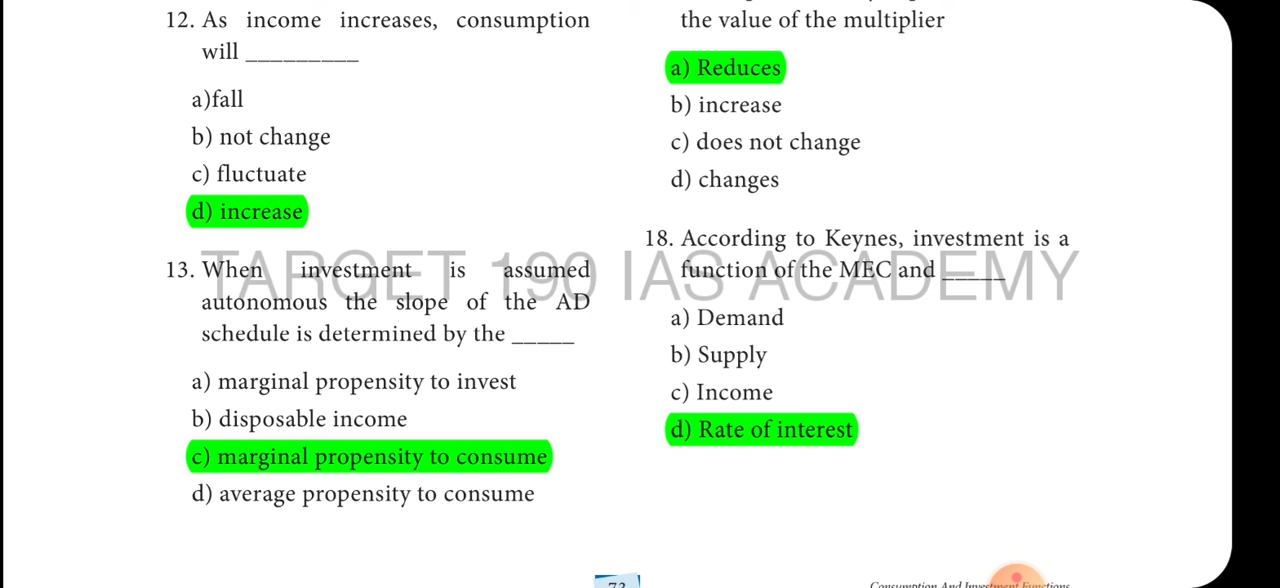 12. As income increases, consumption
will _________
a)fall
b) not change
c) fluctuate
d) increase
13. When investment is assumed
autonomous the slope of the AD
schedule is determined by the _____
a) marginal propensity to invest
b) disposable income
c) marginal propensity to consume
d) average propensity to consume
the value of the multiplier
a) Reduces
b) increase
c) does not change
d) changes
18. According to Keynes, investment is a
function of the MEC and _____
a) Demand
b) Supply
c) Income
d) Rate of interest
TARGET 190 IAS ACADEMY
73
Consumption And Investment Functions